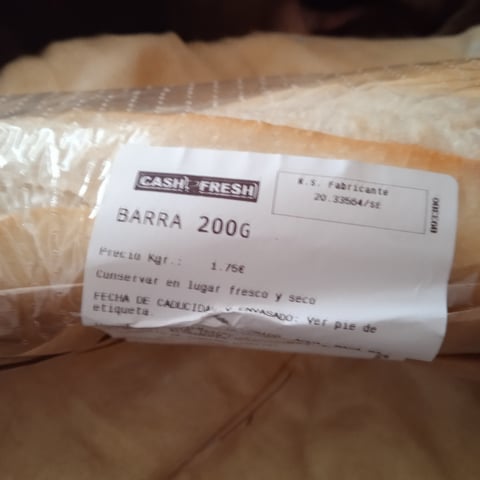 CASH FRESH
R.S. Fabricante
20.33564/SE
BARRA 200G
Precio Kgr.: 1.75€
Conservar en lugar fresco y seco
FECHA DE CADUCIDAD Y ENVASADO: Ver pie de
etiqueta.